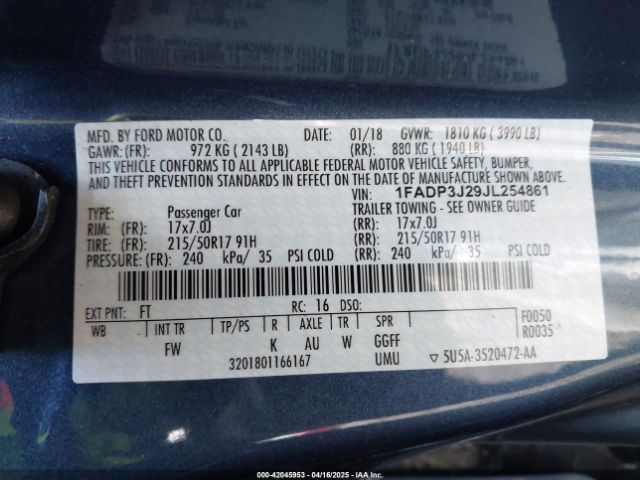 MFD. BY FORD MOTOR CO. DATE: 01/18 GVWR: 1810 KG ( 3990 LB)
GAWR: (FR): 972 KG ( 2143 LB) (RR): 880 KG ( 1940 LB)
THIS VEHICLE CONFORMS TO ALL APPLICABLE FEDERAL MOTOR VEHICLE SAFETY, BUMPER,
AND THEFT PREVENTION STANDARDS IN EFFECT ON THE DATE OF MANUFACTURE SHOWN ABOVE.
VIN: 1FADP3J29JL254861
TYPE: Passenger Car TRAILER TOWING - SEE OWNER GUIDE
RIM: (FR): 17x7.0J (RR): 17x7.0J
TIRE: (FR): 215/50R17 91H (RR): 215/50R17 91H
PRESSURE: (FR): 240 kPa/ 35 PSI COLD (RR): 240 kPa/ 35 PSI COLD
EXT PNT: FT RC: 16 DSO: F0050
WB INT TR TP/PS R AXLE TR SPR R0035
FW K AU W GGFF
3201801166167 UMU ▽ 5U5A-3520472-AA
000-42045953 - 04/16/2025 - IAAI.COM